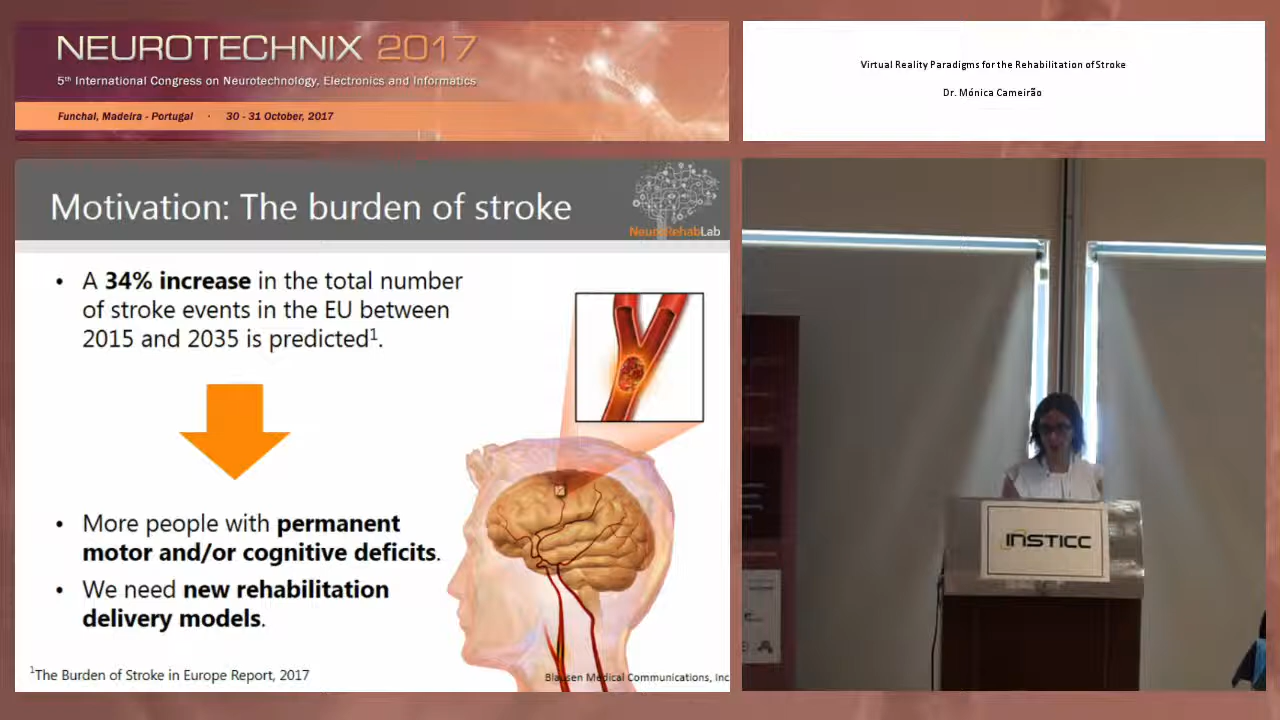 NEUROTECHNIX 2017
5th International Congress on Neurotechnology, Electronics and Informatics
Funchal, Madeira - Portugal · 30 - 31 October, 2017
Virtual Reality Paradigms for the Rehabilitation of Stroke
Dr. Mónica Cameirão
Motivation: The burden of stroke
NeuroRehabLab
• A 34% increase in the total number
of stroke events in the EU between
2015 and 2035 is predicted¹.
• More people with permanent
motor and/or cognitive deficits.
• We need new rehabilitation
delivery models.
¹The Burden of Stroke in Europe Report, 2017
Blausen Medical Communications, Inc
INSTICC